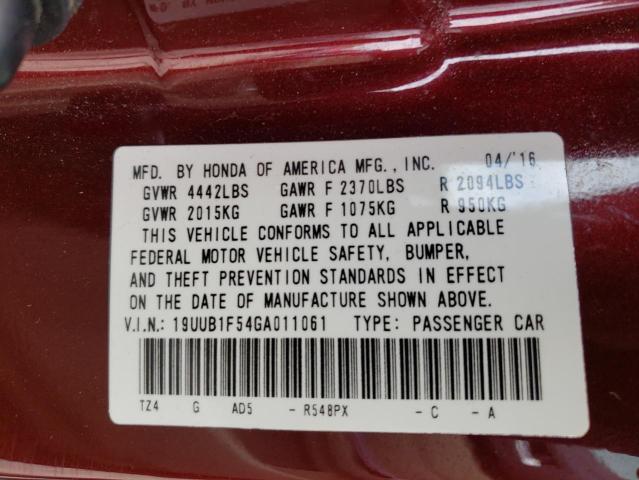 MFD. BY HONDA OF AMERICA MFG., INC. 04/'16
GVWR 4442LBS GAWR F 2370LBS R 2094LBS
GVWR 2015KG GAWR F 1075KG R 950KG
THIS VEHICLE CONFORMS TO ALL APPLICABLE
FEDERAL MOTOR VEHICLE SAFETY, BUMPER,
AND THEFT PREVENTION STANDARDS IN EFFECT
ON THE DATE OF MANUFACTURE SHOWN ABOVE.
V.I.N.: 19UUB1F54GA011061 TYPE: PASSENGER CAR
TZ4 G AD5 - R548PX - C - A